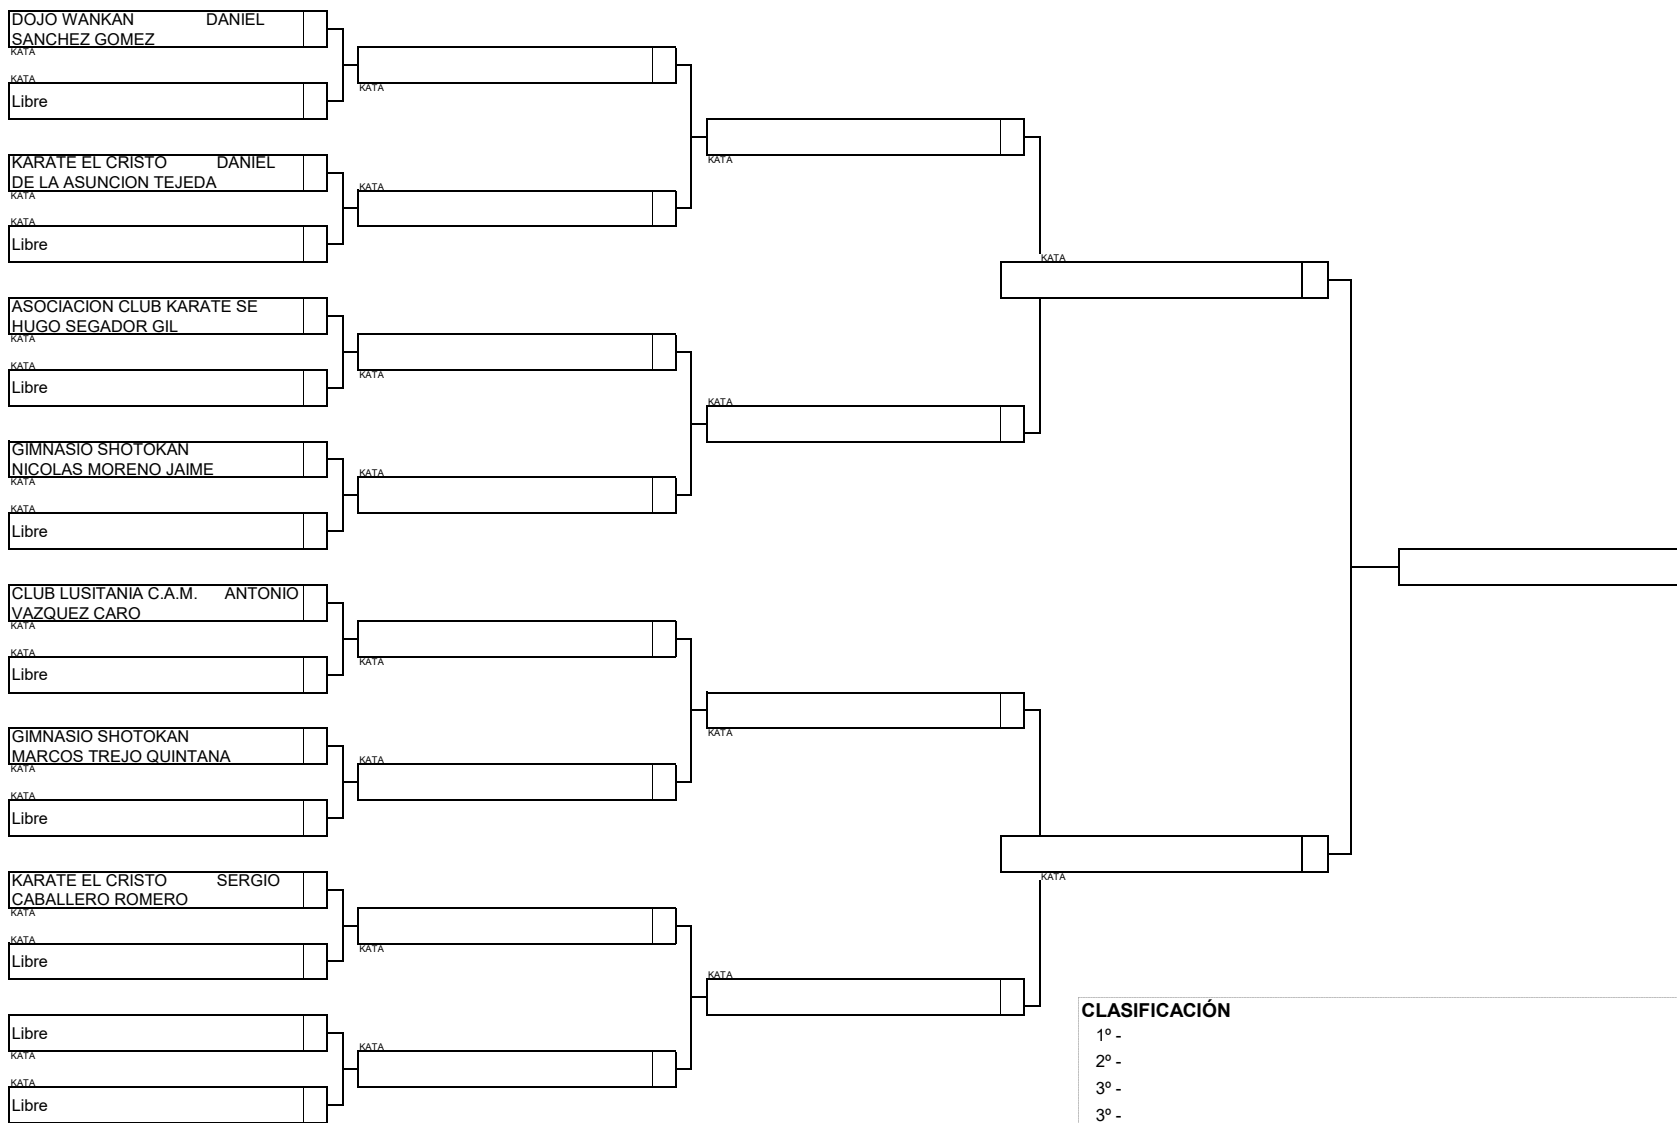 DOJO WANKAN DANIEL
SANCHEZ GOMEZ
KATA
KATA
Libre
KARATE EL CRISTO DANIEL
DE LA ASUNCION TEJEDA
KATA
KATA
Libre
ASOCIACION CLUB KARATE SE
HUGO SEGADOR GIL
KATA
KATA
Libre
GIMNASIO SHOTOKAN
NICOLAS MORENO JAIME
KATA
KATA
Libre
CLUB LUSITANIA C.A.M. ANTONIO
VAZQUEZ CARO
KATA
KATA
Libre
GIMNASIO SHOTOKAN
MARCOS TREJO QUINTANA
KATA
KATA
Libre
KARATE EL CRISTO SERGIO
CABALLERO ROMERO
KATA
KATA
Libre
Libre
KATA
KATA
Libre
KATA
KATA
KATA
KATA
KATA
KATA
KATA
KATA
KATA
KATA
KATA
KATA
KATA
KATA
CLASIFICACIÓN
1º -
2º -
3º -
3º -